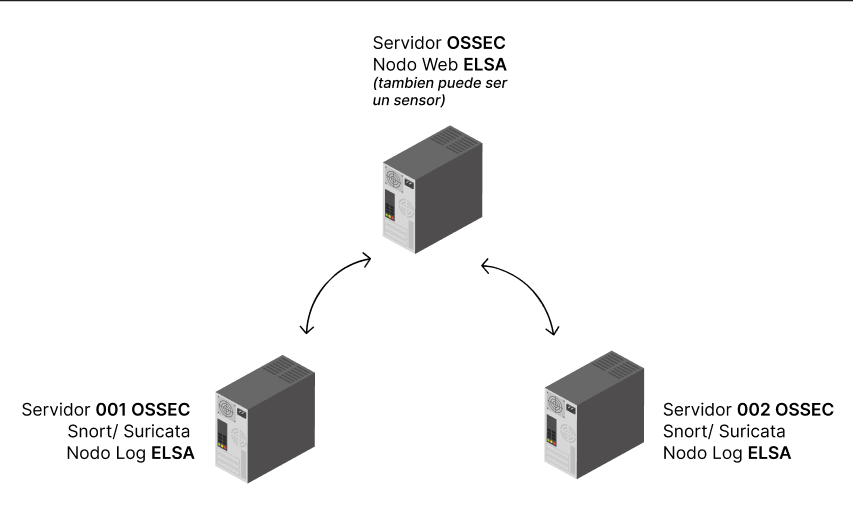 Servidor OSSEC
Nodo Web ELSA
(tambien puede ser
un sensor)
Servidor 001 OSSEC
Snort/ Suricata
Nodo Log ELSA
Servidor 002 OSSEC
Snort/ Suricata
Nodo Log ELSA